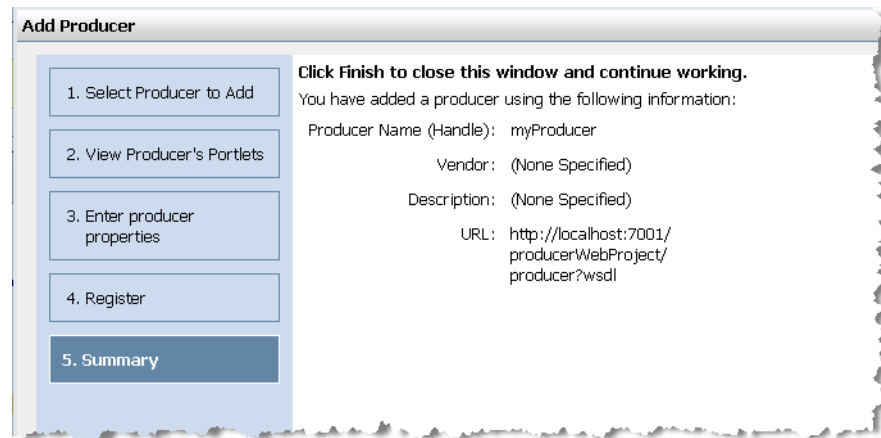 Add Producer
1. Select Producer to Add
2. View Producer's Portlets
3. Enter producer
properties
4. Register
5. Summary
Click Finish to close this window and continue working.
You have added a producer using the following information:
Producer Name (Handle): myProducer
Vendor: (None Specified)
Description: (None Specified)
URL: http://localhost:7001/
producerWebProject/
producer?wsdl